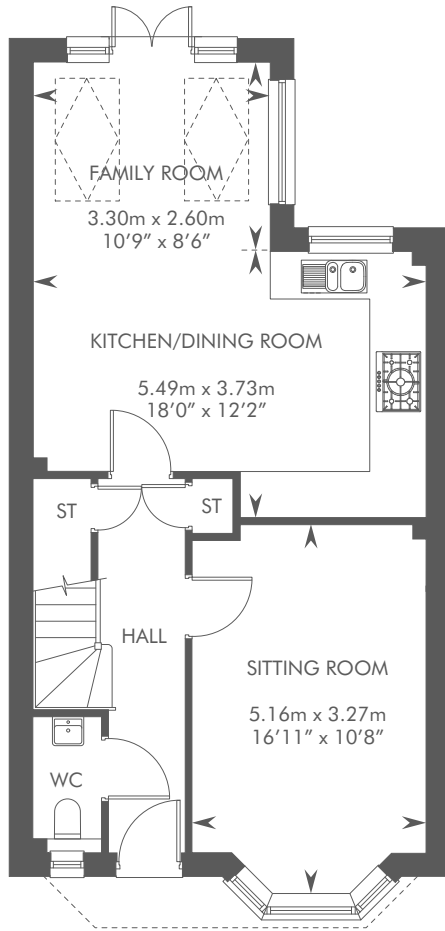 FAMILY ROOM
3.30m x 2.60m
10’9” x 8’6”
KITCHEN/DINING ROOM
5.49m x 3.73m
18’0” x 12’2”
ST
ST
HALL
SITTING ROOM
5.16m x 3.27m
16’11” x 10’8”
WC